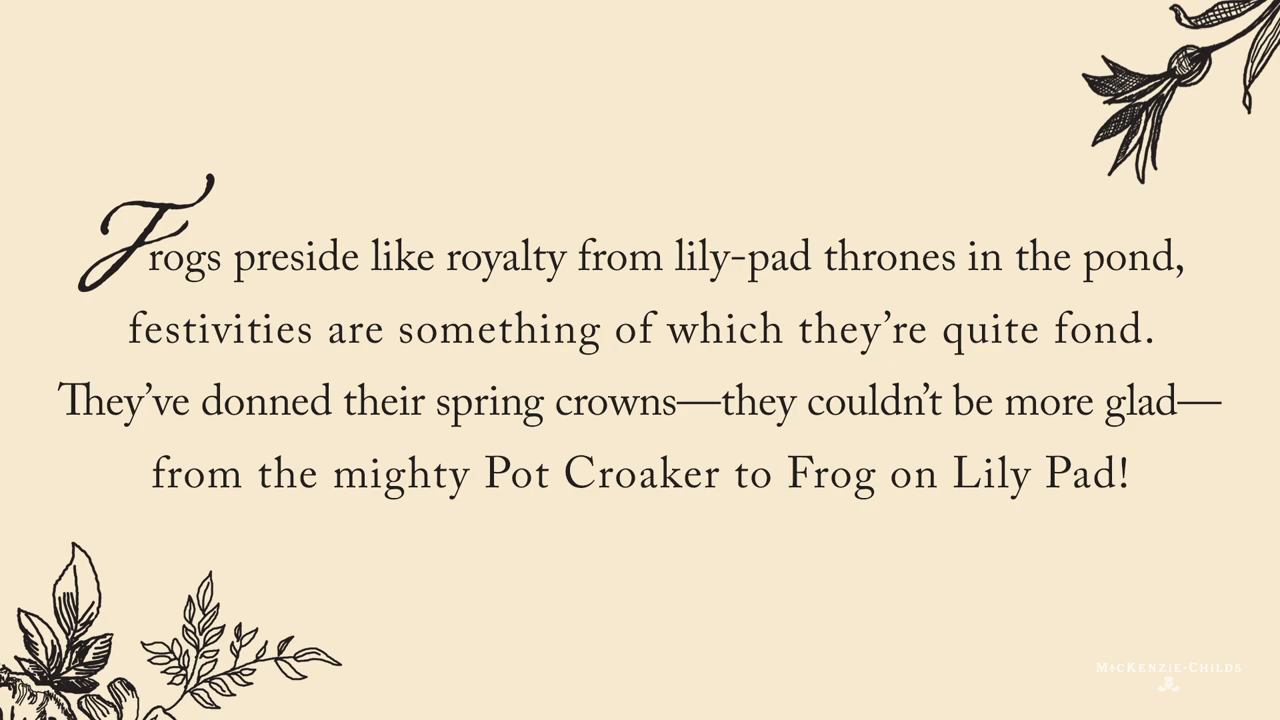 Frogs preside like royalty from lily-pad thrones in the pond,
festivities are something of which they’re quite fond.
They’ve donned their spring crowns—they couldn’t be more glad—
from the mighty Pot Croaker to Frog on Lily Pad!
MacKenzie-Childs